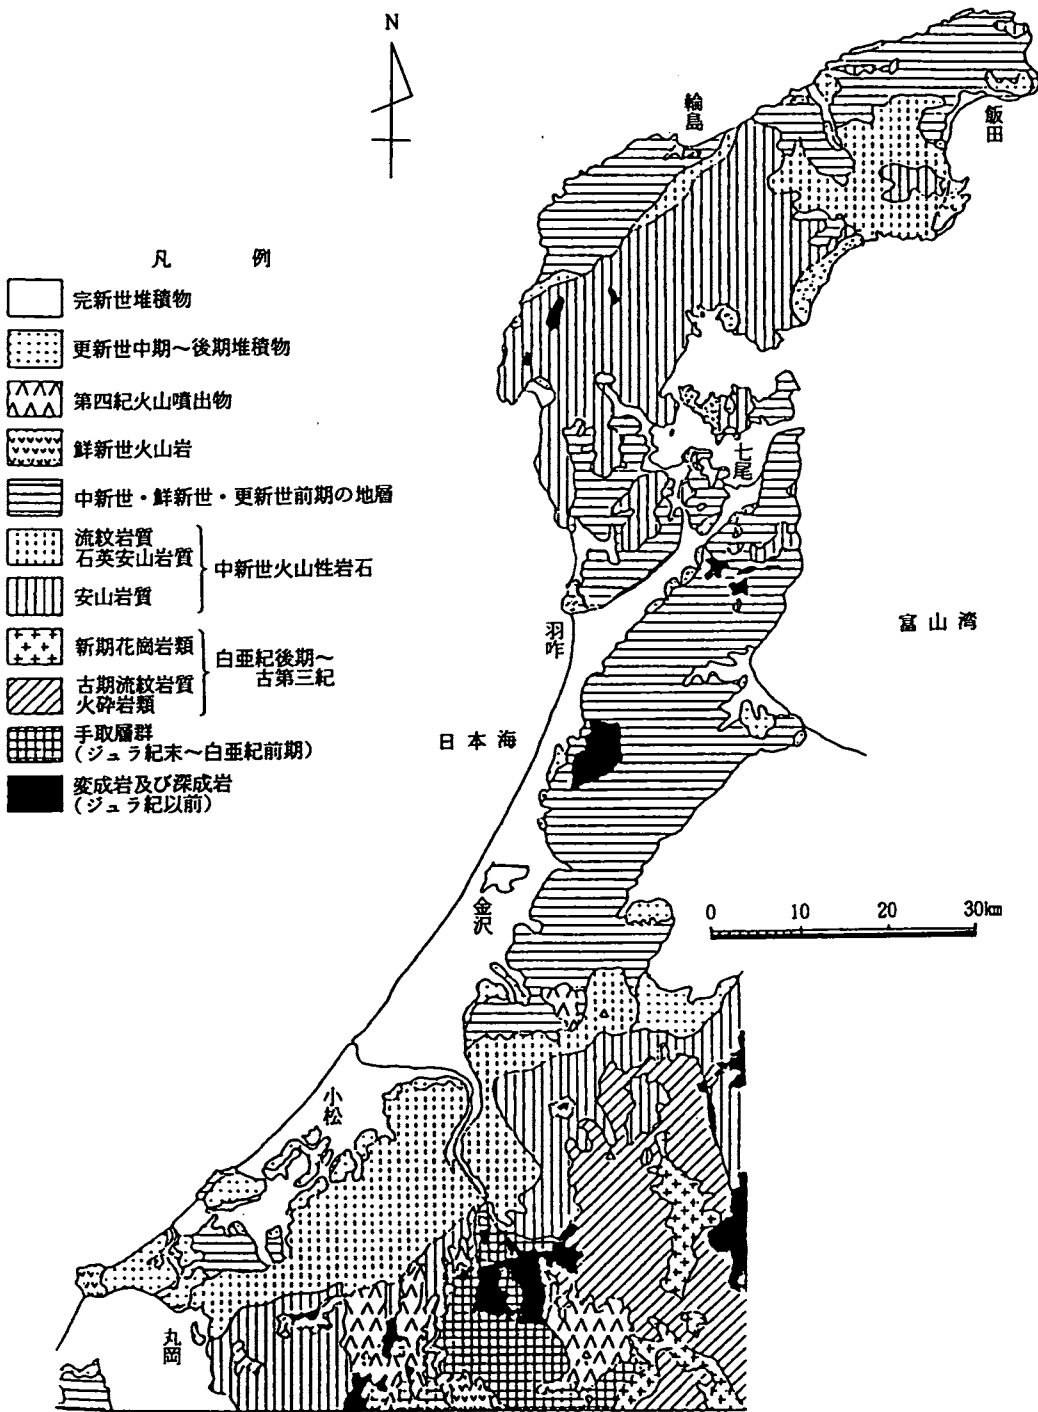 N
輪島
飯田
凡 例
完新世堆積物
更新世中期～後期堆積物
第四紀火山噴出物
鮮新世火山岩
中新世・鮮新世・更新世前期の地層
流紋岩質
石英安山岩質
中新世火山性岩石
安山岩質
新期花崗岩類
白亜紀後期～
古第三紀
古期流紋岩質
火砕岩類
手取層群
(ジュラ紀末～白亜紀前期)
変成岩及び深成岩
(ジュラ紀以前)
七尾
羽咋
富山湾
日本海
金沢
0 10 20 30km
小松
丸岡